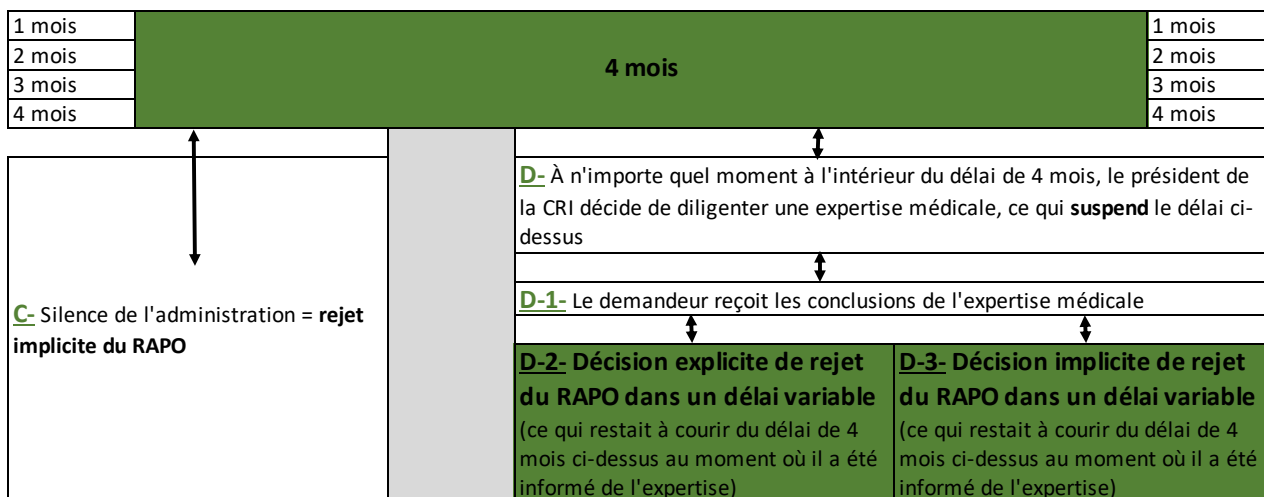 1 mois
2 mois
3 mois
4 mois
4 mois
1 mois
2 mois
3 mois
4 mois
C- Silence de l'administration = rejet
implicite du RAPO
D- À n'importe quel moment à l'intérieur du délai de 4 mois, le président de
la CRI décide de diligenter une expertise médicale, ce qui suspend le délai ci-
dessus
D-1- Le demandeur reçoit les conclusions de l'expertise médicale
D-2- Décision explicite de rejet
du RAPO dans un délai variable
(ce qui restait à courir du délai de 4
mois ci-dessus au moment où il a été
informé de l'expertise)
D-3- Décision implicite de rejet
du RAPO dans un délai variable
(ce qui restait à courir du délai de 4
mois ci-dessus au moment où il a été
informé de l'expertise)